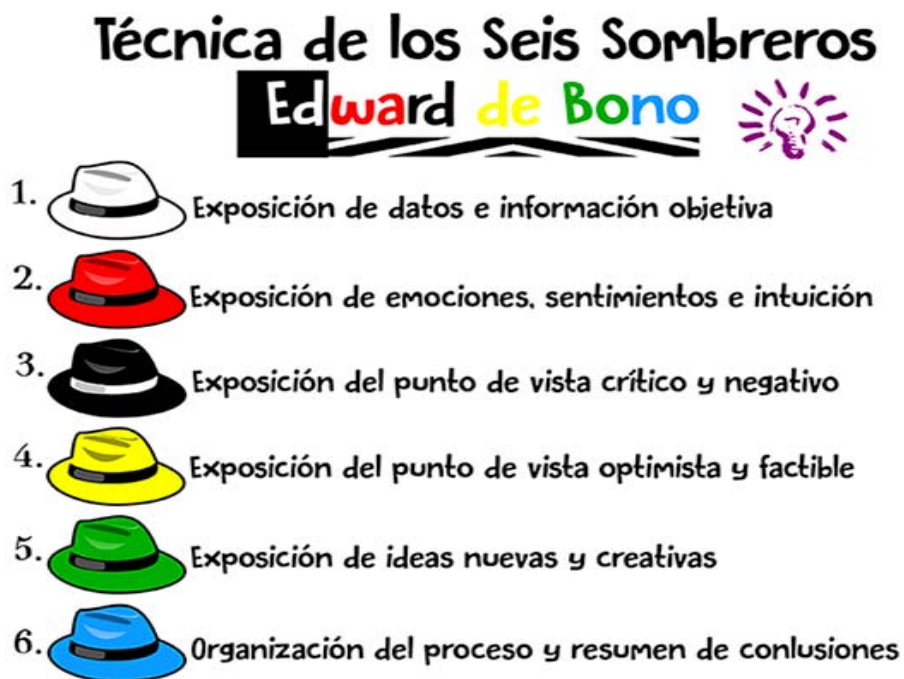 Técnica de los Seis Sombreros
Edward de Bono
1. Exposición de datos e información objetiva
2. Exposición de emociones, sentimientos e intuición
3. Exposición del punto de vista crítico y negativo
4. Exposición del punto de vista optimista y factible
5. Exposición de ideas nuevas y creativas
6. Organización del proceso y resumen de conlusiones